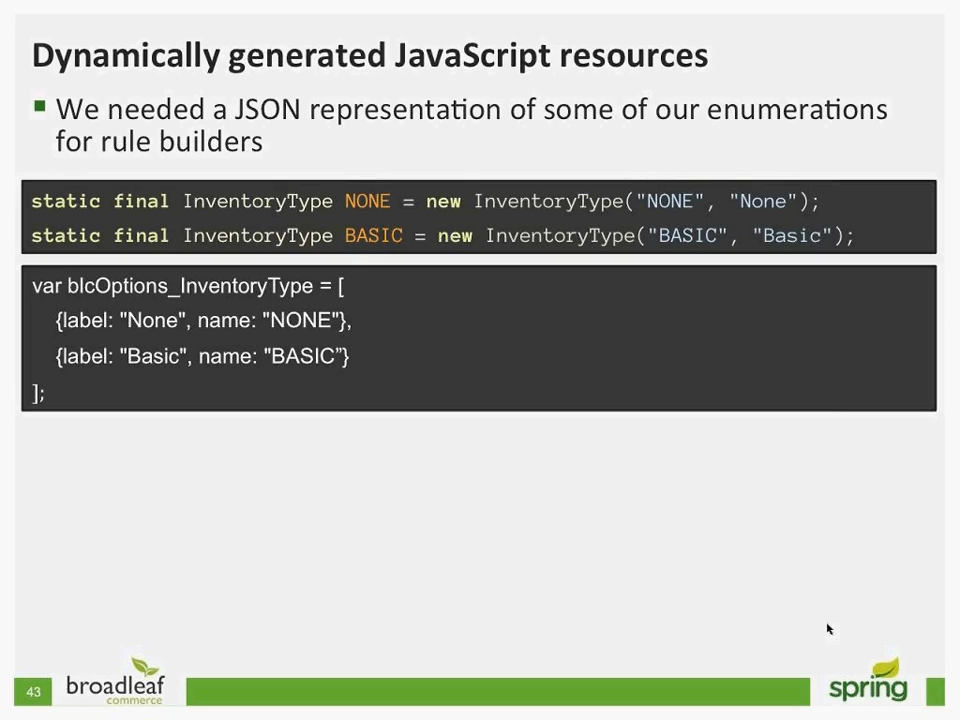 Dynamically generated JavaScript resources
We needed a JSON representation of some of our enumerations
for rule builders
static final InventoryType NONE = new InventoryType("NONE", "None");
static final InventoryType BASIC = new InventoryType("BASIC", "Basic");
var blcOptions_InventoryType = [
{label: "None", name: "NONE"},
{label: "Basic", name: "BASIC”}
];
43
broadleaf
commerce
spring